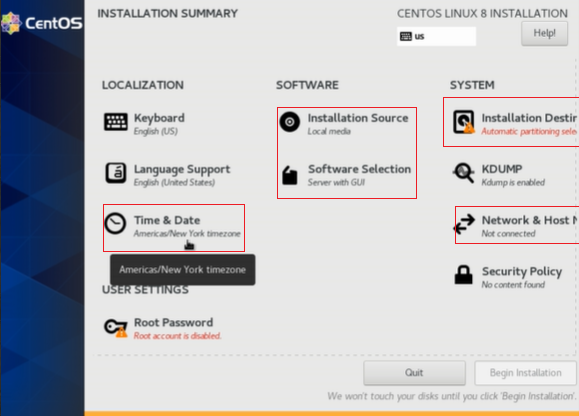 CentOS
INSTALLATION SUMMARY
CENTOS LINUX 8 INSTALLATION
us
Help!
LOCALIZATION
Keyboard
English (US)
Language Support
English (United States)
Time & Date
Americas/New York timezone
Americas/New York timezone
USER SETTINGS
Root Password
Root account is disabled.
SOFTWARE
Installation Source
Local media
Software Selection
Server with GUI
SYSTEM
Installation Destin
Automatic partitioning sele
KDUMP
Kdump is enabled
Network & Host N
Not connected
Security Policy
No content found
Quit
Begin Installation
We won't touch your disks until you click 'Begin Installation'.